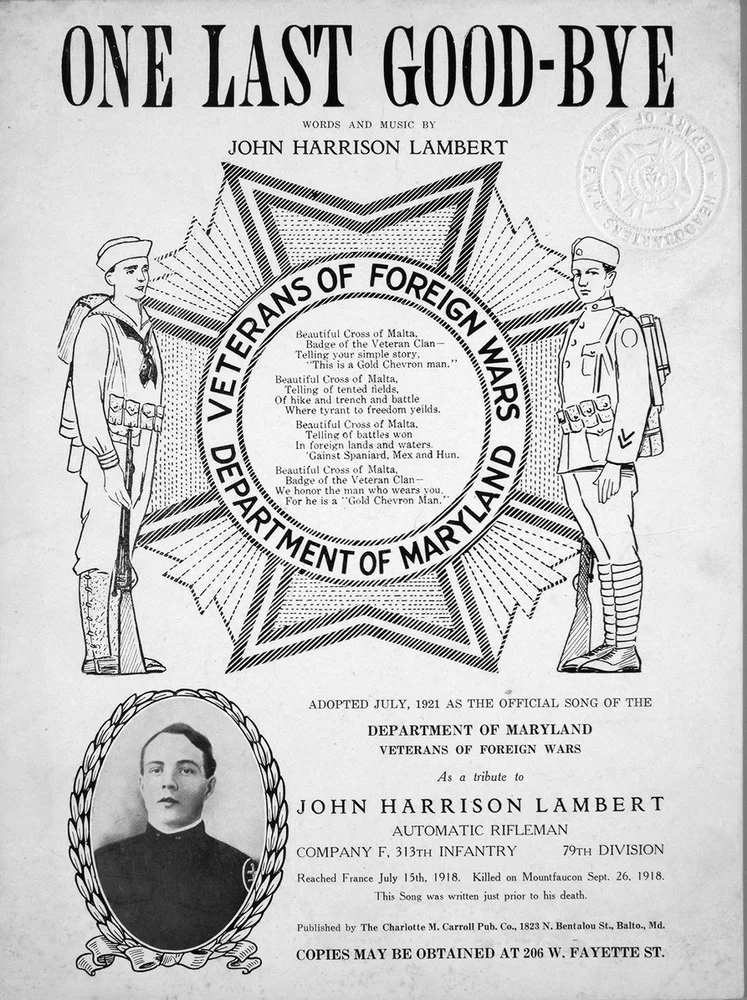 ONE LAST GOOD-BYE
WORDS AND MUSIC BY
JOHN HARRISON LAMBERT
HEADQUARTERS
DEPART. OF
VETERANS OF FOREIGN WARS
Beautiful Cross of Malta,
Badge of the Veteran Clan—
Telling your simple story,
"This is a Gold Chevron man."
Beautiful Cross of Malta,
Telling of tented fields,
Of hike and trench and battle
Where tyrant to freedom yeilds.
Beautiful Cross of Malta,
Telling of battles won
In foreign lands and waters.
'Gainst Spaniard, Mex and Hun.
Beautiful Cross of Malta,
Badge of the Veteran Clan—
We honor the man who wears you,
For he is a "Gold Chevron Man."
DEPARTMENT OF MARYLAND
ADOPTED JULY, 1921 AS THE OFFICIAL SONG OF THE
DEPARTMENT OF MARYLAND
VETERANS OF FOREIGN WARS
As a tribute to
JOHN HARRISON LAMBERT
AUTOMATIC RIFLEMAN
COMPANY F, 313TH INFANTRY 79TH DIVISION
Reached France July 15th, 1918. Killed on Mountfaucon Sept. 26, 1918.
This Song was written just prior to his death.
Published by The Charlotte M. Carroll Pub. Co., 1823 N. Bentalou St., Balto., Md.
COPIES MAY BE OBTAINED AT 206 W. FAYETTE ST.